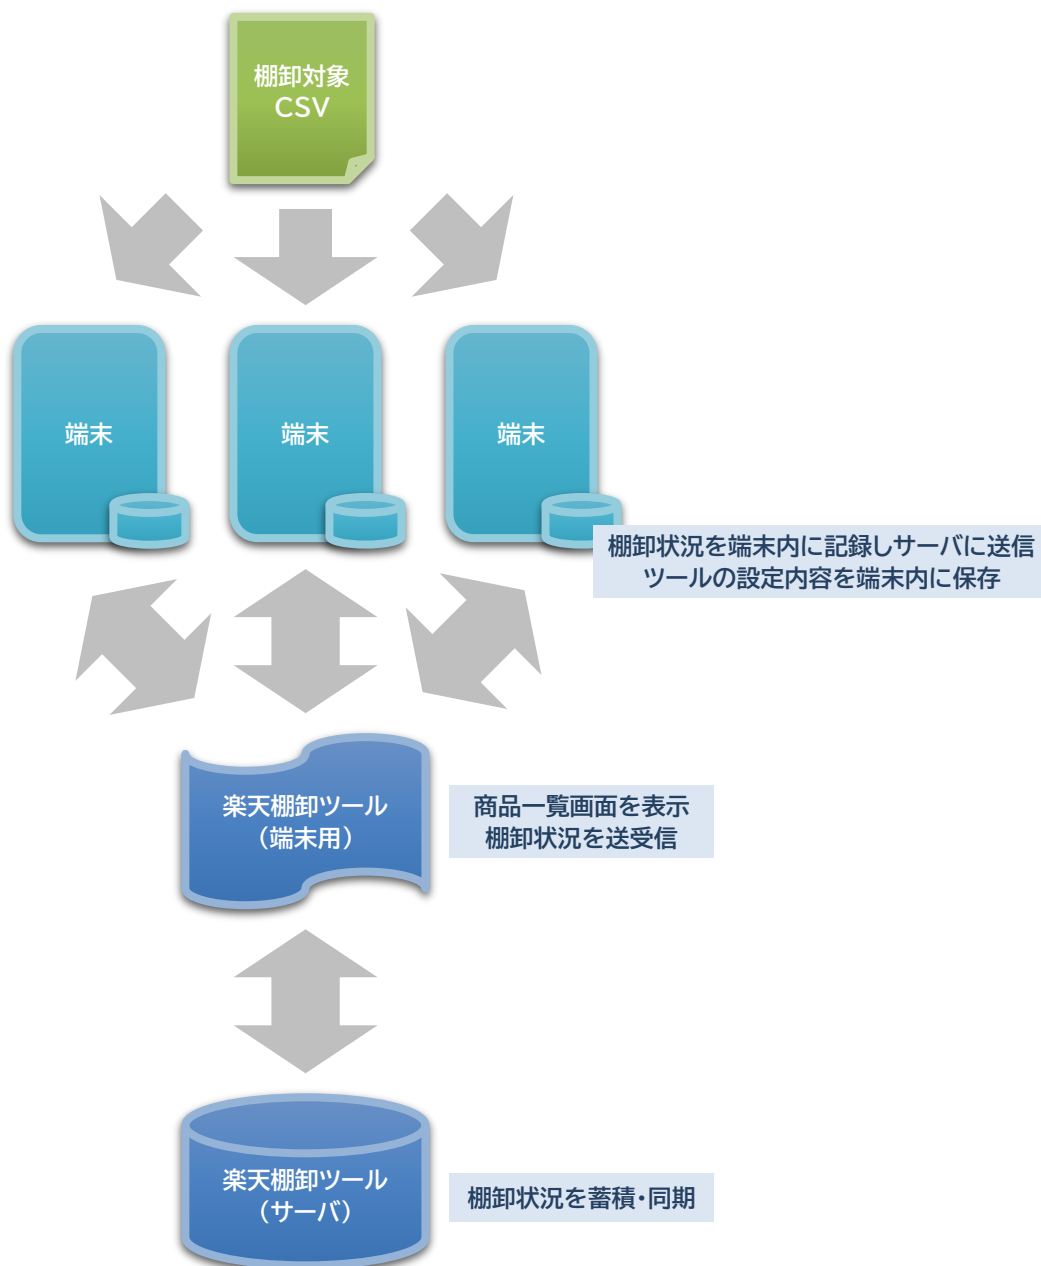 棚卸対象
CSV
端末
端末
端末
棚卸状況を端末内に記録しサーバに送信
ツールの設定内容を端末内に保存
楽天棚卸ツール
（端末用）
商品一覧画面を表示
棚卸状況を送受信
楽天棚卸ツール
（サーバ）
棚卸状況を蓄積・同期